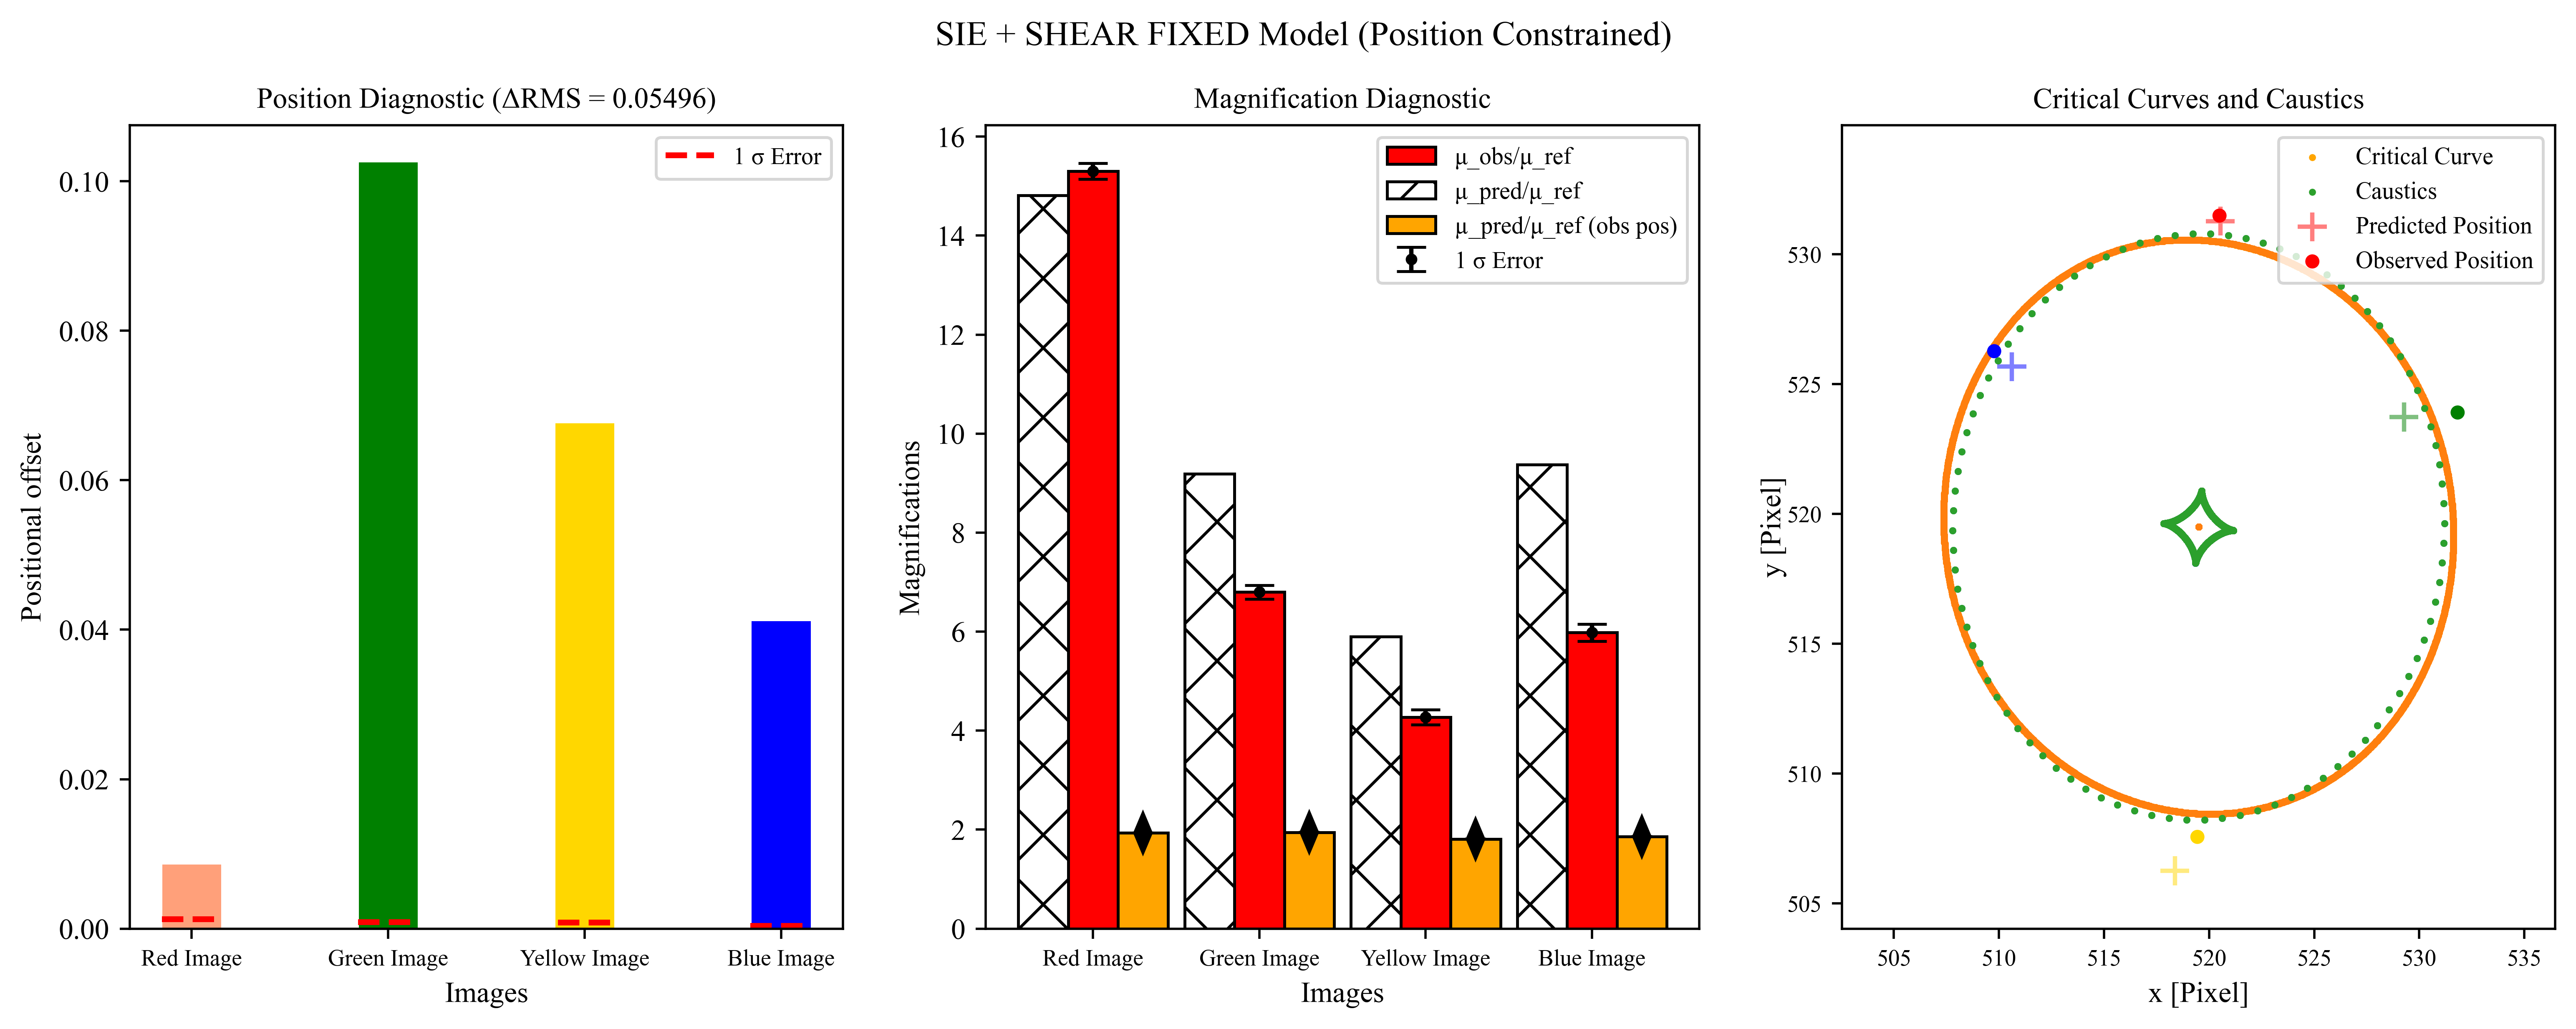 SIE + SHEAR FIXED Model (Position Constrained)
Position Diagnostic (ΔRMS = 0.05496)
1 σ Error
0.10
0.08
0.06
0.04
0.02
0.00
Positional offset
Red Image Green Image Yellow Image Blue Image
Images
Magnification Diagnostic
μ_obs/μ_ref
μ_pred/μ_ref
μ_pred/μ_ref (obs pos)
1 σ Error
16
14
12
10
8
6
4
2
0
Magnifications
Red Image Green Image Yellow Image Blue Image
Images
Critical Curves and Caustics
Critical Curve
Caustics
Predicted Position
Observed Position
530
525
520
515
510
505
y [Pixel]
505 510 515 520 525 530 535
x [Pixel]